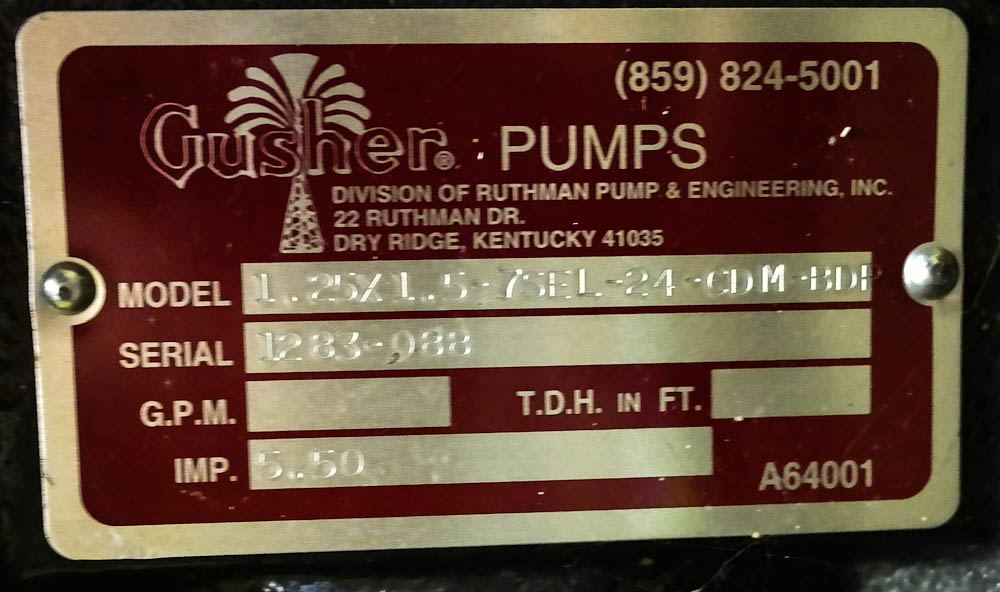 (859) 824-5001
Gusher® PUMPS
DIVISION OF RUTHMAN PUMP & ENGINEERING, INC.
22 RUTHMAN DR.
DRY RIDGE, KENTUCKY 41035
MODEL 1.25X1.5-7SEL-24-CDM-BDP
SERIAL 1283-088
G.P.M. T.D.H. IN FT.
IMP. 5.50
A64001